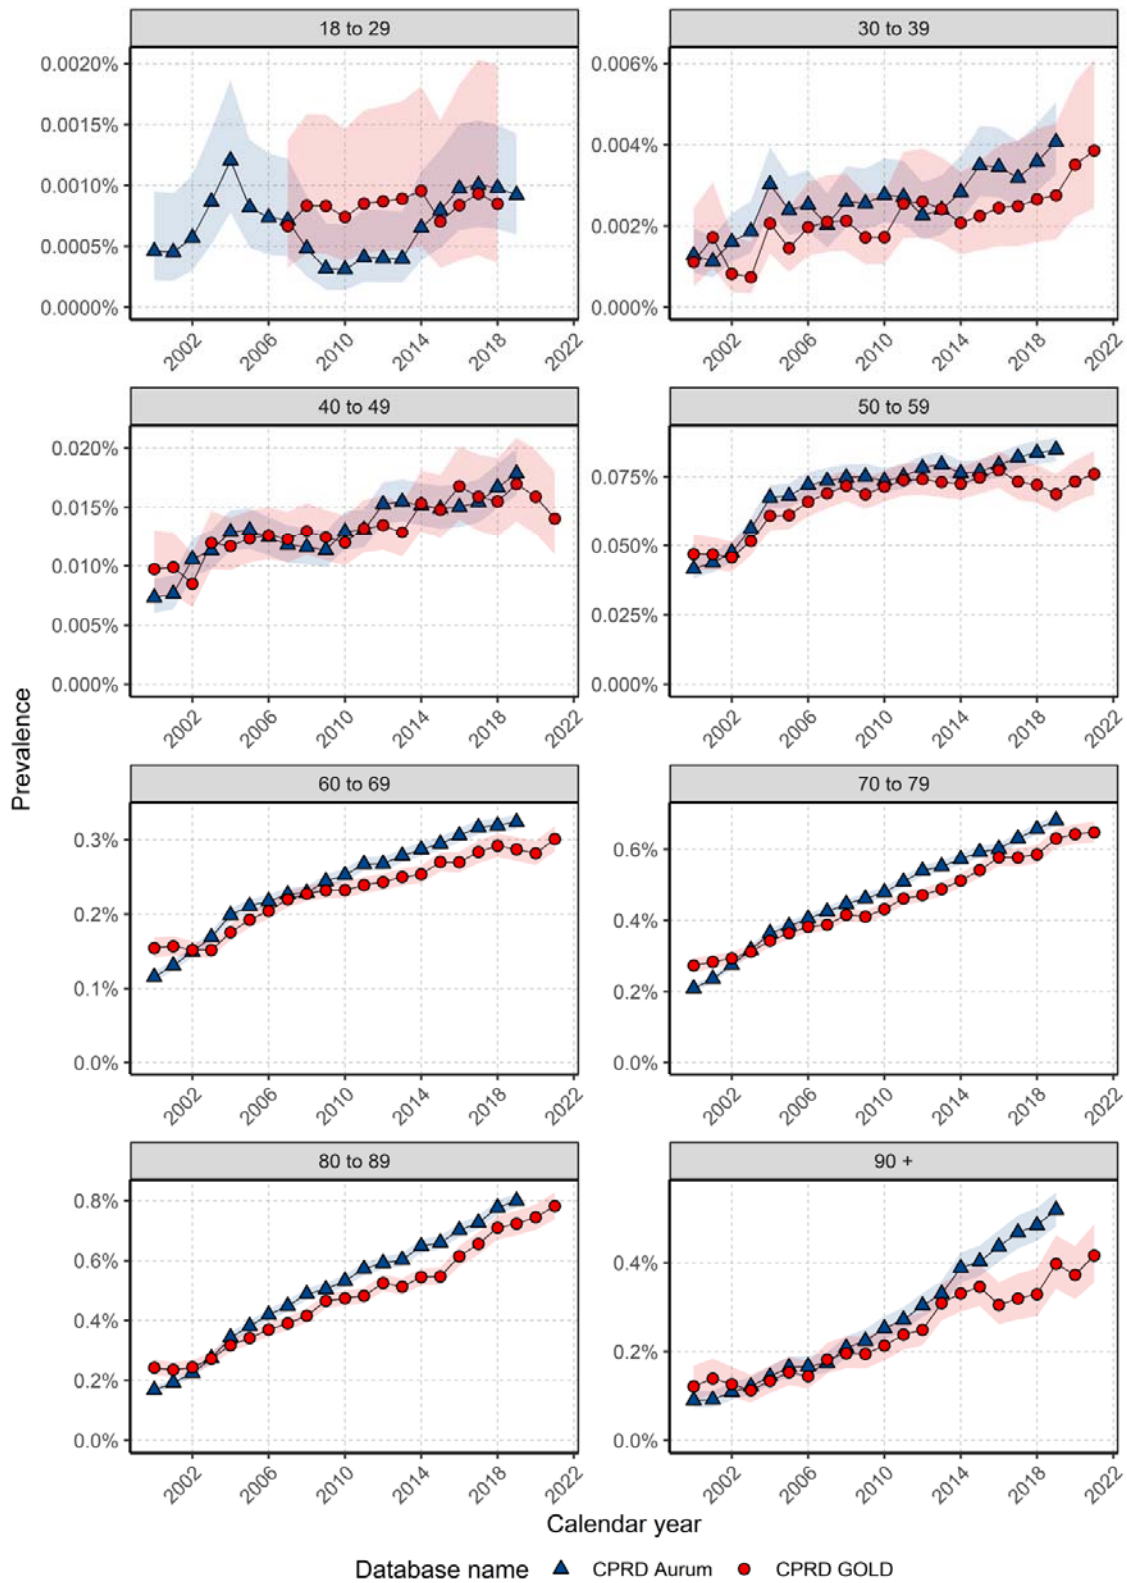 18 to 29
30 to 39
0.0020%
0.0015%
0.0010%
0.0005%
0.0000%
0.006%
0.004%
0.002%
0.000%
2002 2006 2010 2014 2018 2022
2002 2006 2010 2014 2018 2022
40 to 49
50 to 59
0.020%
0.015%
0.010%
0.005%
0.000%
0.075%
0.050%
0.025%
0.000%
2002 2006 2010 2014 2018 2022
2002 2006 2010 2014 2018 2022
Prevalence
60 to 69
70 to 79
0.3%
0.2%
0.1%
0.0%
0.6%
0.4%
0.2%
0.0%
2002 2006 2010 2014 2018 2022
2002 2006 2010 2014 2018 2022
80 to 89
90 +
0.8%
0.6%
0.4%
0.2%
0.0%
0.4%
0.2%
0.0%
2002 2006 2010 2014 2018 2022
2002 2006 2010 2014 2018 2022
Calendar year
Database name CPRD Aurum CPRD GOLD